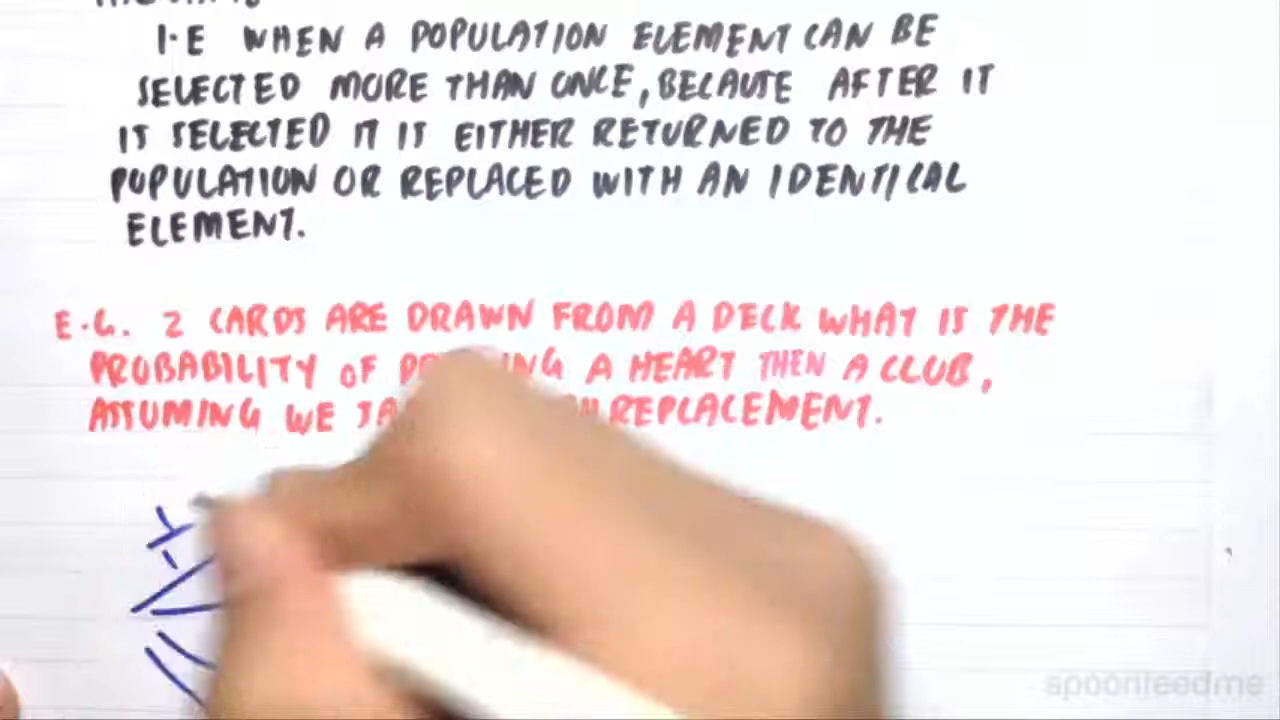 I.E WHEN A POPULATION ELEMENT CAN BE
SELECTED MORE THAN ONCE, BECAUSE AFTER IT
IS SELECTED IT IS EITHER RETURNED TO THE
POPULATION OR REPLACED WITH AN IDENTICAL
ELEMENT.
E.G. 2 CARDS ARE DRAWN FROM A DECK WHAT IS THE
PROBABILITY OF A HEART THEN A CLUB,
ASSUMING WE REPLACEMENT.
spoonfeedme